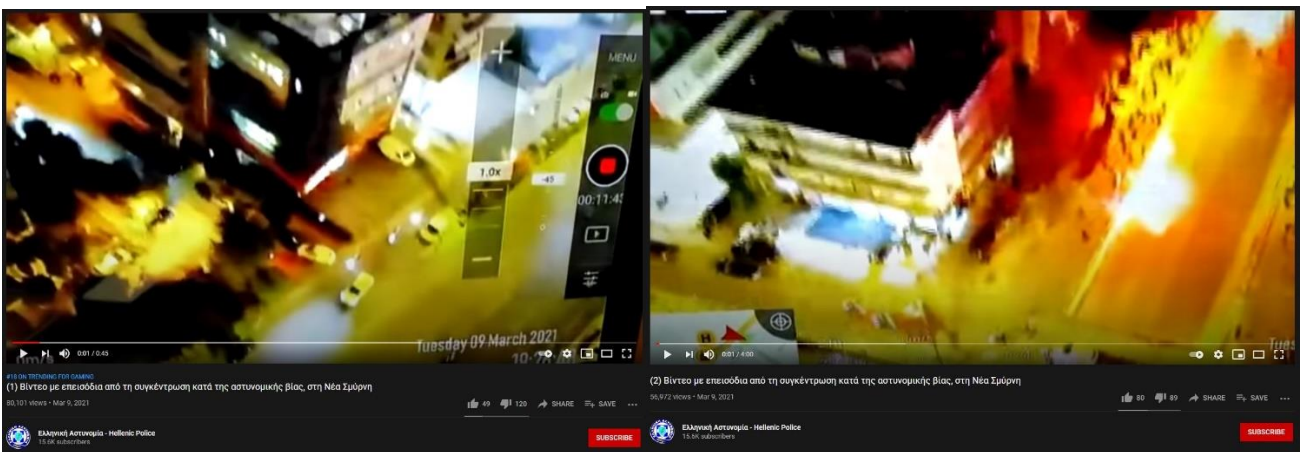 MENU
1.0x
-45
00:11:4
Tuesday 09 March 2021
0:01 / 0:45
#18 ON TRENDING FOR GAMING
(1) Βίντεο με επεισόδια από τη συγκέντρωση κατά της αστυνομικής βίας, στη Νέα Σμύρνη
80,101 views • Mar 9, 2021
49 120 SHARE SAVE
Ελληνική Αστυνομία - Hellenic Police
15.6K subscribers
SUBSCRIBE
H
Tues
0:01 / 4:00
(2) Βίντεο με επεισόδια από τη συγκέντρωση κατά της αστυνομικής βίας, στη Νέα Σμύρνη
56,972 views • Mar 9, 2021
80 89 SHARE SAVE
Ελληνική Αστυνομία - Hellenic Police
15.6K subscribers
SUBSCRIBE